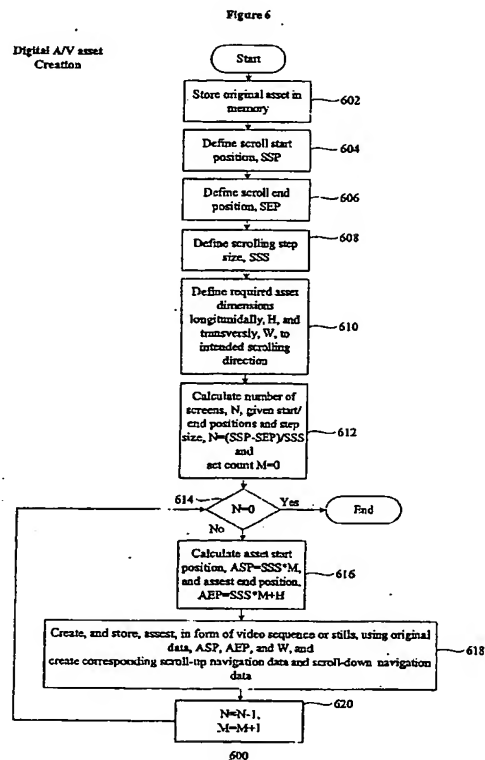 Figure 6
Digital A/V asset
Creation
Start
Store original asset in
memory
602
Define scroll start
position, SSP
604
Define scroll end
position, SEP
606
Define scrolling step
size, SSS
608
Define required asset
dimensions
longitunidally, H, and
transversly, W, to
intended scrolling
direction
610
Calculate number of
screens, N, given start/
end positions and step
size, N=(SSP-SEP)/SSS
and
set count M=0
612
614
N=0
Yes
End
No
Calculate asset start
position, ASP=SSS*M,
and assest end position,
AEP=SSS*M+H
616
Create, and store, assest, in form of video sequence or stills, using original
data, ASP, AEP, and W, and
create corresponding scroll-up navigation data and scroll-down navigation
data
618
N=N-1,
M=M+1
620
600